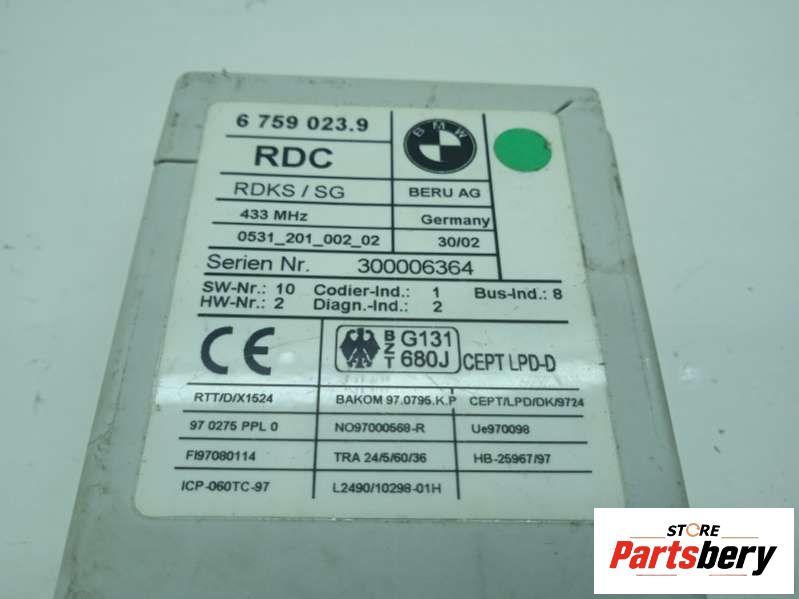 6 759 023.9
BMW
RDC
RDKS / SG BERU AG
433 MHz Germany
0531_201_002_02 30/02
Serien Nr. 300006364
SW-Nr.: 10 Codier-Ind.: 1 Bus-Ind.: 8
HW-Nr.: 2 Diagn.-Ind.: 2
CE BZT G131 680J CEPT LPD-D
RTT/D/X1524 BAKOM 97.0795.K.P CEPT/LPD/DK/9724
97 0275 PPL 0 NO97000568-R Ue970098
FI97080114 TRA 24/5/60/36 HB-25967/97
ICP-060TC-97 L2490/10298-01H
STORE
Partsbery